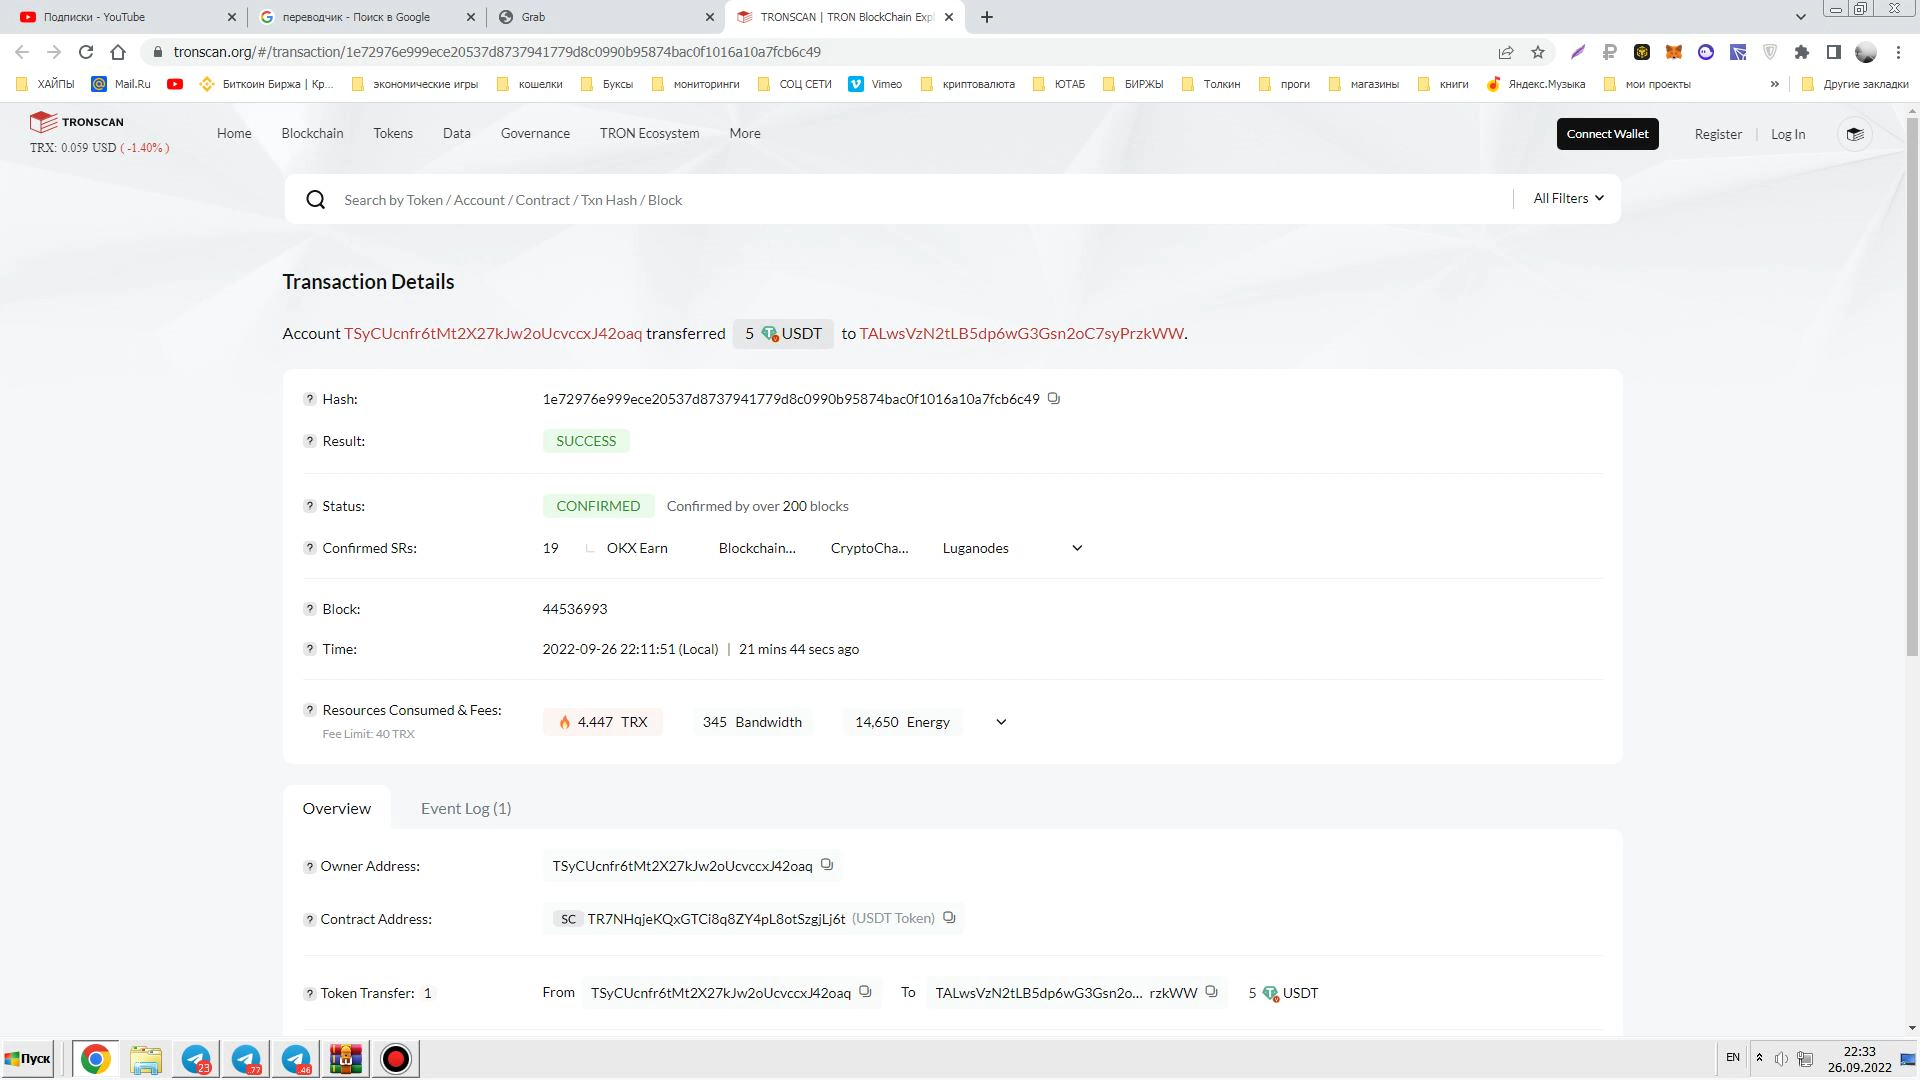 Подписки - YouTube
переводчик - Поиск в Google
Grab
TRONSCAN | TRON BlockChain Expl
tronscan.org/#/transaction/1e72976e999ece20537d8737941779d8c0990b95874bac0f1016a10a7fcb6c49
ХАЙПЫ
Mail.Ru
Биткоин Биржа | Кр...
экономические игры
кошелки
Буксы
мониторинги
СОЦ СЕТИ
Vimeo
криптовалюта
ЮТАБ
БИРЖЫ
Толкин
проги
магазины
книги
Яндекс.Музыка
мои проекты
»
Другие закладки
TRONSCAN
TRX: 0.059 USD ( -1.40% )
Home
Blockchain
Tokens
Data
Governance
TRON Ecosystem
More
Connect Wallet
Register
Log In
Search by Token / Account / Contract / Txn Hash / Block
All Filters
Transaction Details
Account TSyCUcnfr6tMt2X27kJw2oUcvccxJ42oaq transferred 5 USDT to TALwsVzN2tLB5dp6wG3Gsn2oC7syPrzkWW.
? Hash: 1e72976e999ece20537d8737941779d8c0990b95874bac0f1016a10a7fcb6c49
? Result: SUCCESS
? Status: CONFIRMED Confirmed by over 200 blocks
? Confirmed SRs: 19 OKX Earn Blockchain... CryptoCha... Luganodes
? Block: 44536993
? Time: 2022-09-26 22:11:51 (Local) | 21 mins 44 secs ago
? Resources Consumed & Fees: 4.447 TRX 345 Bandwidth 14,650 Energy
Fee Limit: 40 TRX
Overview
Event Log (1)
? Owner Address: TSyCUcnfr6tMt2X27kJw2oUcvccxJ42oaq
? Contract Address: SC TR7NHqjeKQxGTCi8q8ZY4pL8otSzgjLj6t (USDT Token)
? Token Transfer: 1 From TSyCUcnfr6tMt2X27kJw2oUcvccxJ42oaq To TALwsVzN2tLB5dp6wG3Gsn2o... rzkWW 5 USDT
Пуск
23
77
46
EN
22:33
26.09.2022